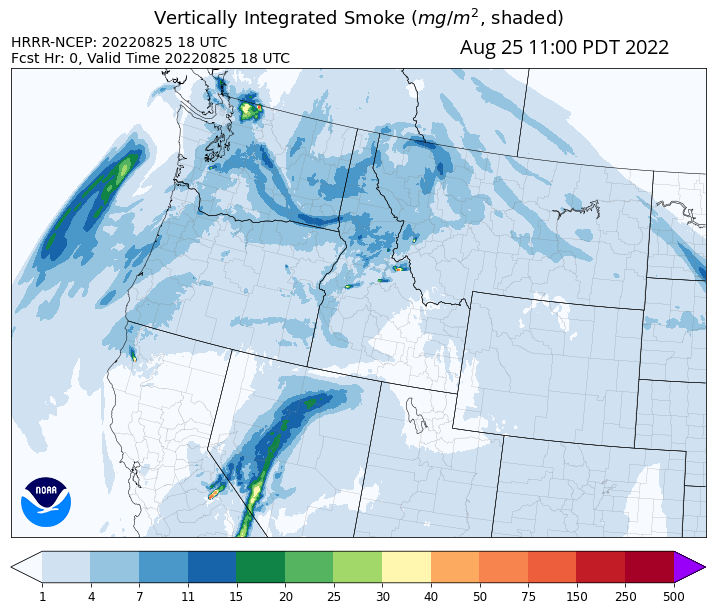 Vertically Integrated Smoke (mg/m², shaded)
HRRR-NCEP: 20220825 18 UTC
Fcst Hr: 0, Valid Time 20220825 18 UTC
Aug 25 11:00 PDT 2022
NOAA
1 4 7 11 15 20 25 30 40 50 75 150 250 500